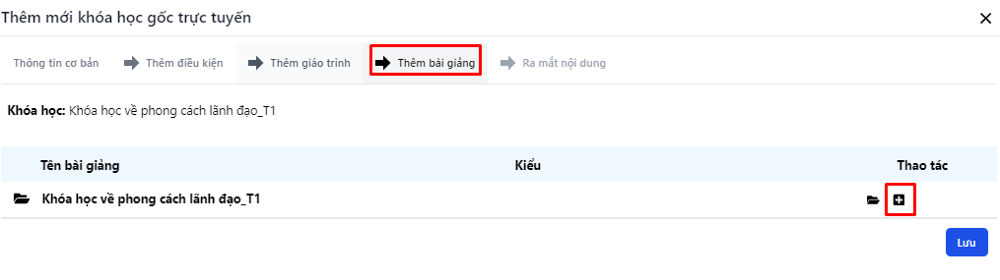 Thêm mới khóa học gốc trực tuyến
Thông tin cơ bản Thêm điều kiện Thêm giáo trình Thêm bài giảng Ra mắt nội dung
Khóa học: Khóa học về phong cách lãnh đạo_T1
Tên bài giảng Kiểu Thao tác
Khóa học về phong cách lãnh đạo_T1
Lưu